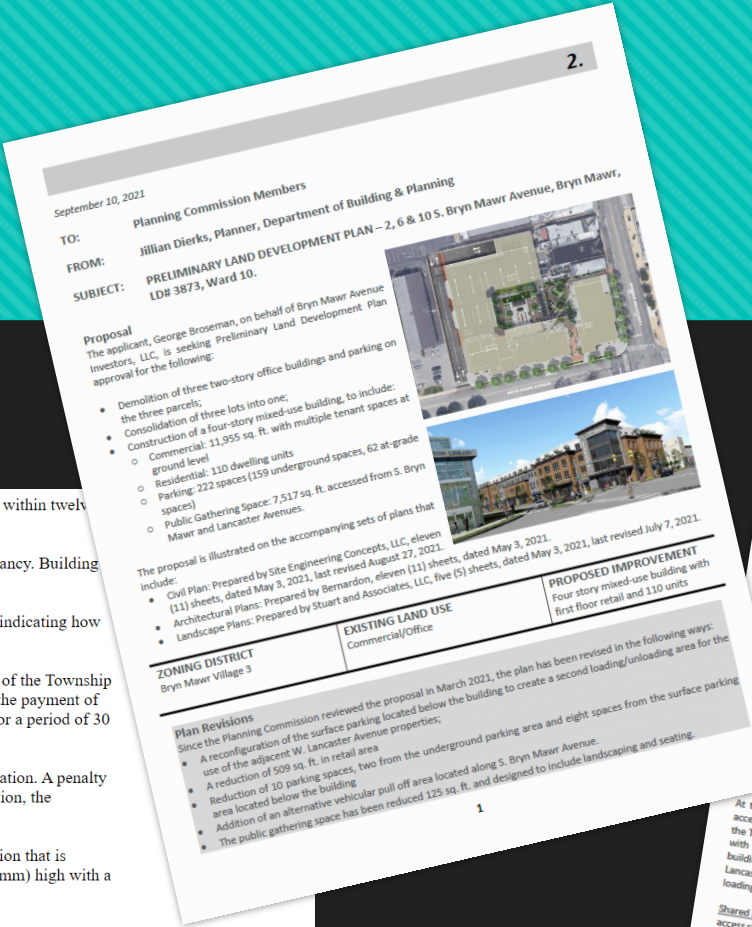 2.
September 10, 2021
TO: Planning Commission Members
FROM: Jillian Dierks, Planner, Department of Building & Planning
SUBJECT: PRELIMINARY LAND DEVELOPMENT PLAN – 2, 6 & 10 S. Bryn Mawr Avenue, Bryn Mawr,
LD# 3873, Ward 10.
Proposal
The applicant, George Broseman, on behalf of Bryn Mawr Avenue
Investors, LLC, is seeking Preliminary Land Development Plan
approval for the following:
• Demolition of three two-story office buildings and parking on
the three parcels;
• Consolidation of three lots into one;
• Construction of a four-story mixed-use building, to include:
o Commercial: 11,955 sq. ft. with multiple tenant spaces at
ground level
o Residential: 110 dwelling units
o Parking: 222 spaces (159 underground spaces, 62 at-grade
spaces)
o Public Gathering Space: 7,517 sq. ft. accessed from S. Bryn
Mawr and Lancaster Avenues.
The proposal is illustrated on the accompanying sets of plans that
include:
• Civil Plan: Prepared by Site Engineering Concepts, LLC, eleven
(11) sheets, dated May 3, 2021, last revised August 27, 2021.
• Architectural Plans: Prepared by Bernardon, eleven (11) sheets, dated May 3, 2021.
• Landscape Plans: Prepared by Stuart and Associates, LLC, five (5) sheets, dated May 3, 2021, last revised July 7, 2021.
ZONING DISTRICT
Bryn Mawr Village 3
EXISTING LAND USE
Commercial/Office
PROPOSED IMPROVEMENT
Four story mixed-use building with
first floor retail and 110 units
Plan Revisions
Since the Planning Commission reviewed the proposal in March 2021, the plan has been revised in the following ways:
• A reconfiguration of the surface parking located below the building to create a second loading/unloading area for the
use of the adjacent W. Lancaster Avenue properties;
• A reduction of 509 sq. ft. in retail area
• Reduction of 10 parking spaces, two from the underground parking area and eight spaces from the surface parking
area located below the building
• Addition of an alternative vehicular pull off area located along S. Bryn Mawr Avenue.
• The public gathering space has been reduced 125 sq. ft. and designed to include landscaping and seating.
1
within
ancy. Building
indicating how
of the Township
the payment of
or a period of 30
ation. A penalty
ion, the
ion that is
mm) high with a
At
acce
the T
with
buildi
Lancas
loading
Shared
access